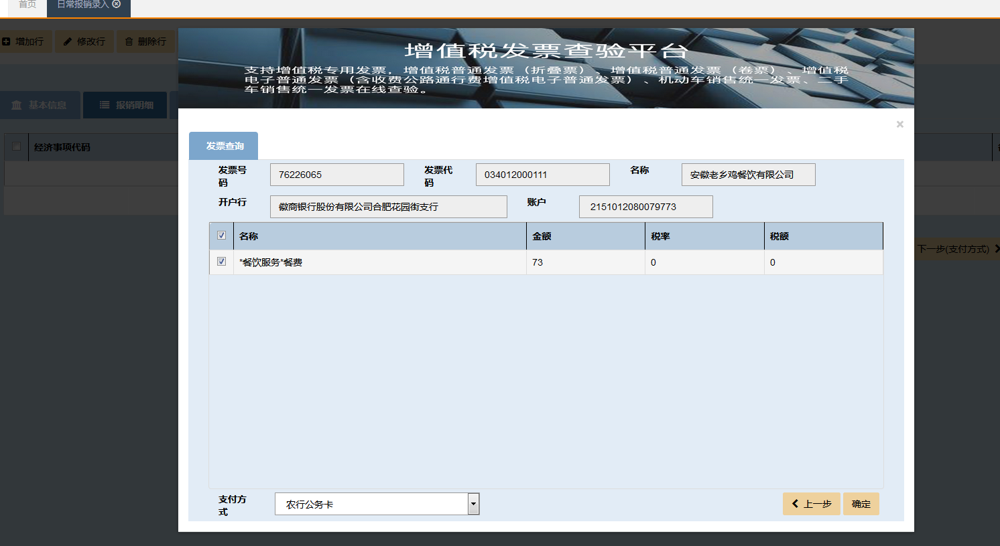 首页
日常报销录入
增加行
修改行
删除行
增值税发票查验平台
支持增值税专用发票，增值税普通发票（折叠票）、增值税普通发票（卷票）、增值税
电子普通发票（含收费公路通行费增值税电子普通发票）、机动车销售统一发票、二手
车销售统一发票在线查验。
基本信息
报销明细
×
经济事项代码
发票查询
发票号码
76226065
发票代码
034012000111
名称
安徽老乡鸡餐饮有限公司
开户行
徽商银行股份有限公司合肥花园街支行
账户
2151012080079773
名称 金额 税率 税额
*餐饮服务*餐费 73 0 0
下一步(支付方式)
支付方式
农行公务卡
上一步
确定